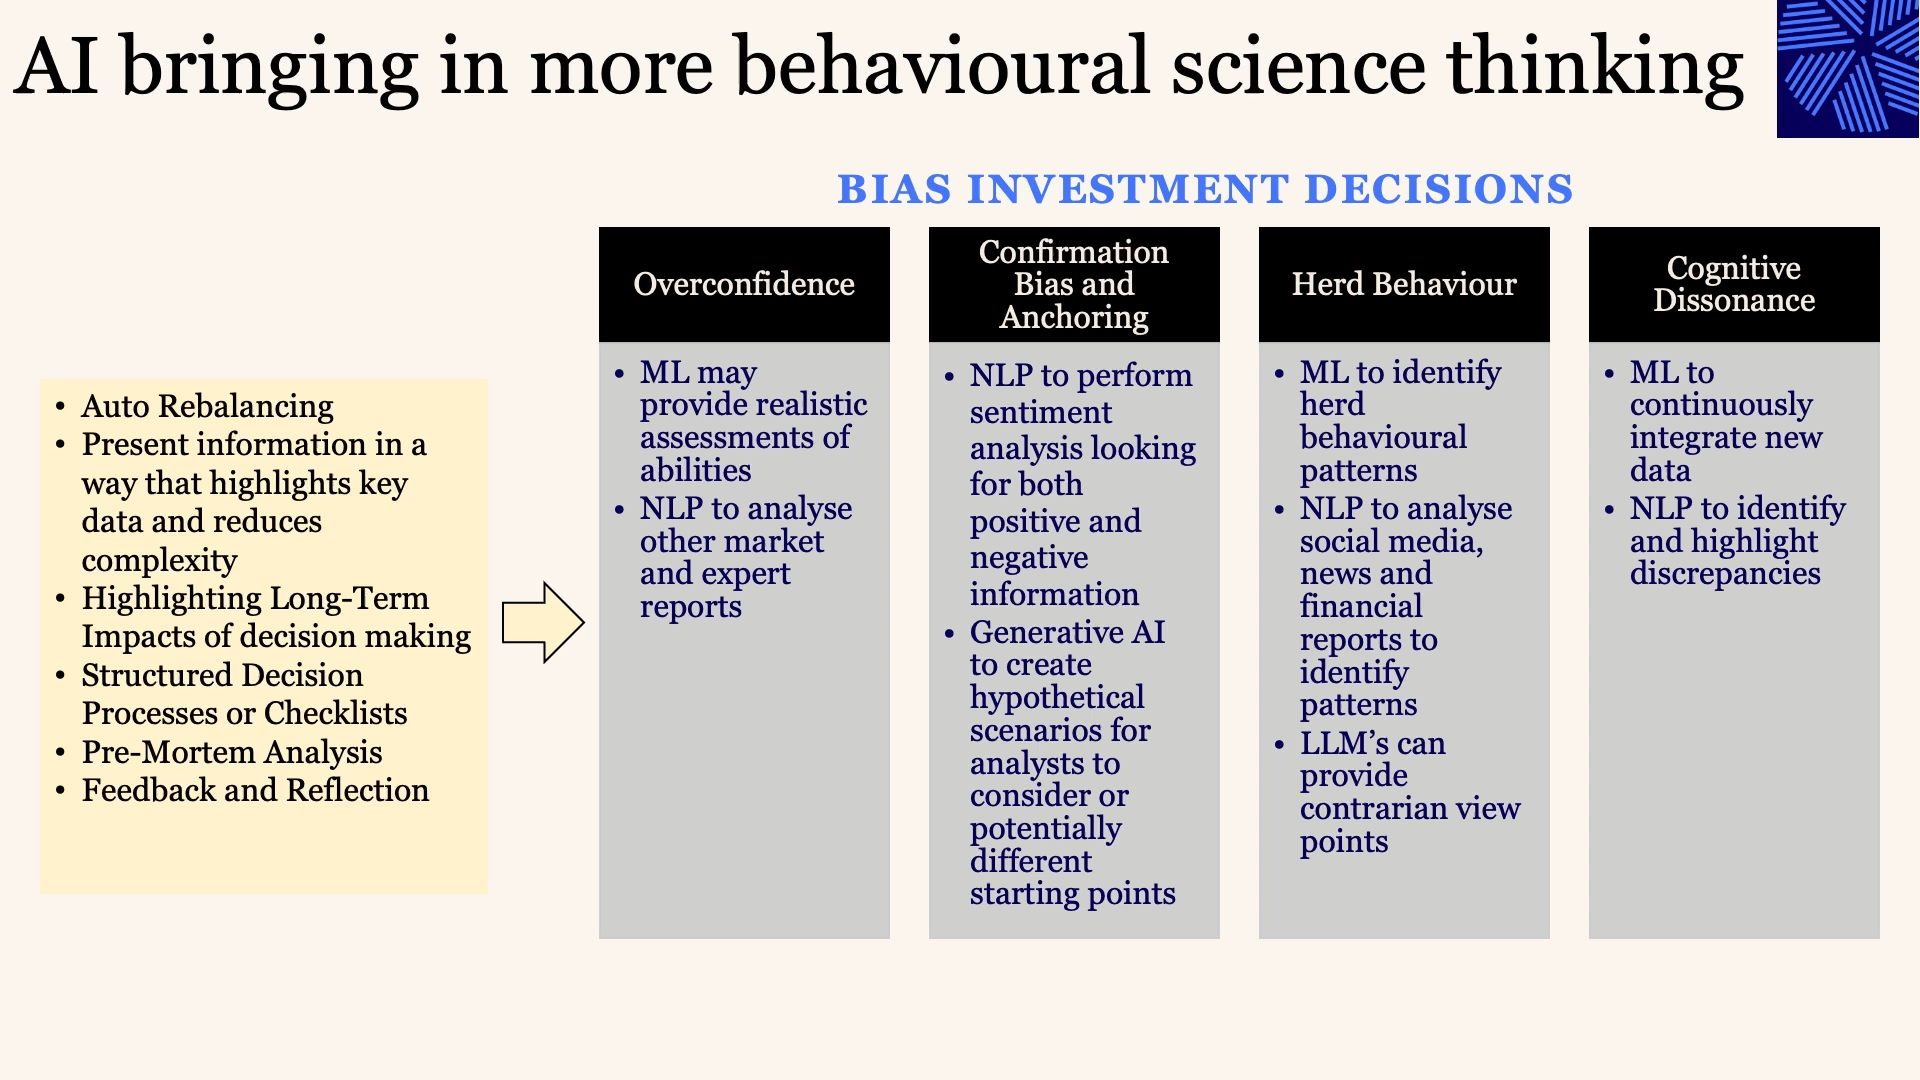 AI bringing in more behavioural science thinking
BIAS INVESTMENT DECISIONS
• Auto Rebalancing
• Present information in a
way that highlights key
data and reduces
complexity
• Highlighting Long-Term
Impacts of decision making
• Structured Decision
Processes or Checklists
• Pre-Mortem Analysis
• Feedback and Reflection
Overconfidence
• ML may
provide realistic
assessments of
abilities
• NLP to analyse
other market
and expert
reports
Confirmation
Bias and
Anchoring
• NLP to perform
sentiment
analysis looking
for both
positive and
negative
information
• Generative AI
to create
hypothetical
scenarios for
analysts to
consider or
potentially
different
starting points
Herd Behaviour
• ML to identify
herd
behavioural
patterns
• NLP to analyse
social media,
news and
financial
reports to
identify
patterns
• LLM’s can
provide
contrarian view
points
Cognitive
Dissonance
• ML to
continuously
integrate new
data
• NLP to identify
and highlight
discrepancies